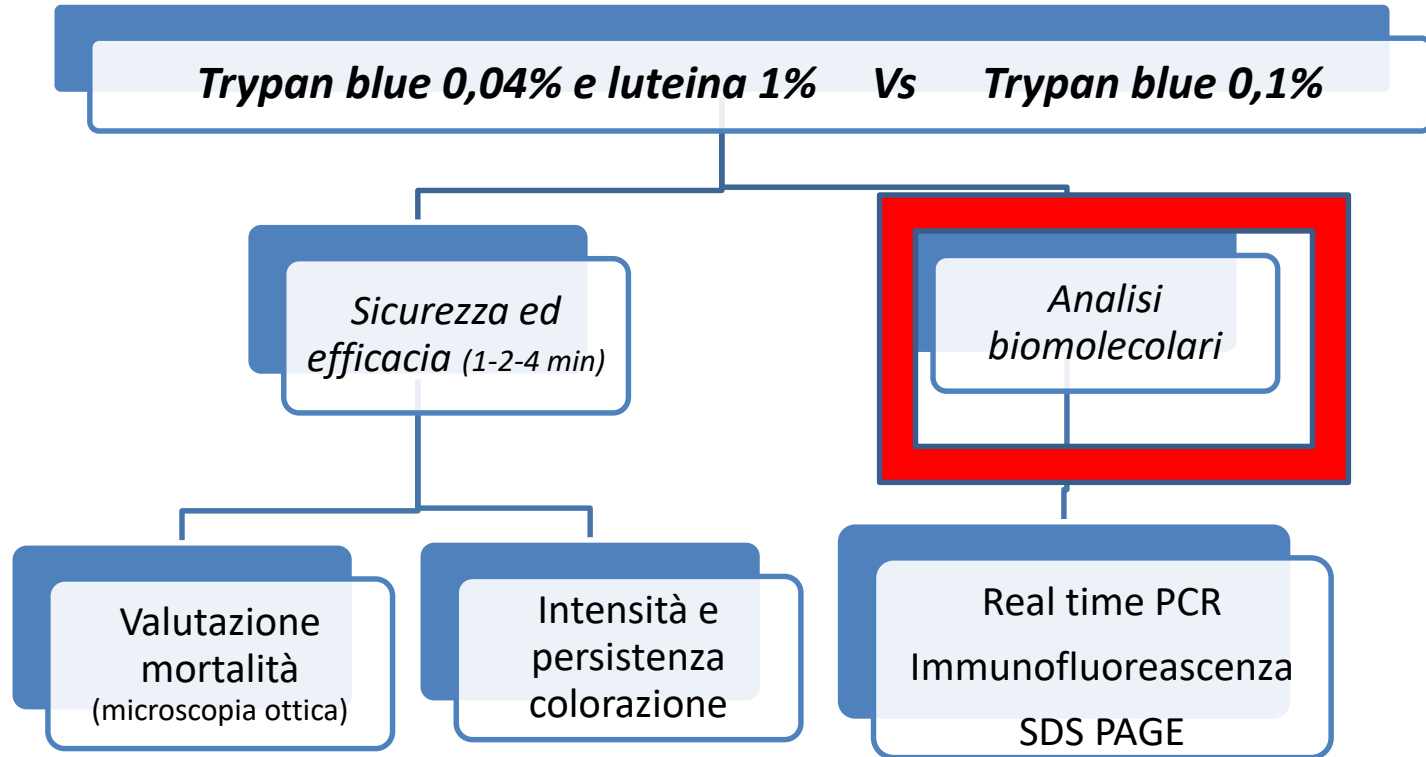 Trypan blue 0,04% e luteina 1% Vs Trypan blue 0,1%
Sicurezza ed
efficacia (1-2-4 min)
Analisi
biomolecolari
Valutazione
mortalità
(microscopia ottica)
Intensità e
persistenza
colorazione
Real time PCR
Immunofluoreascenza
SDS PAGE